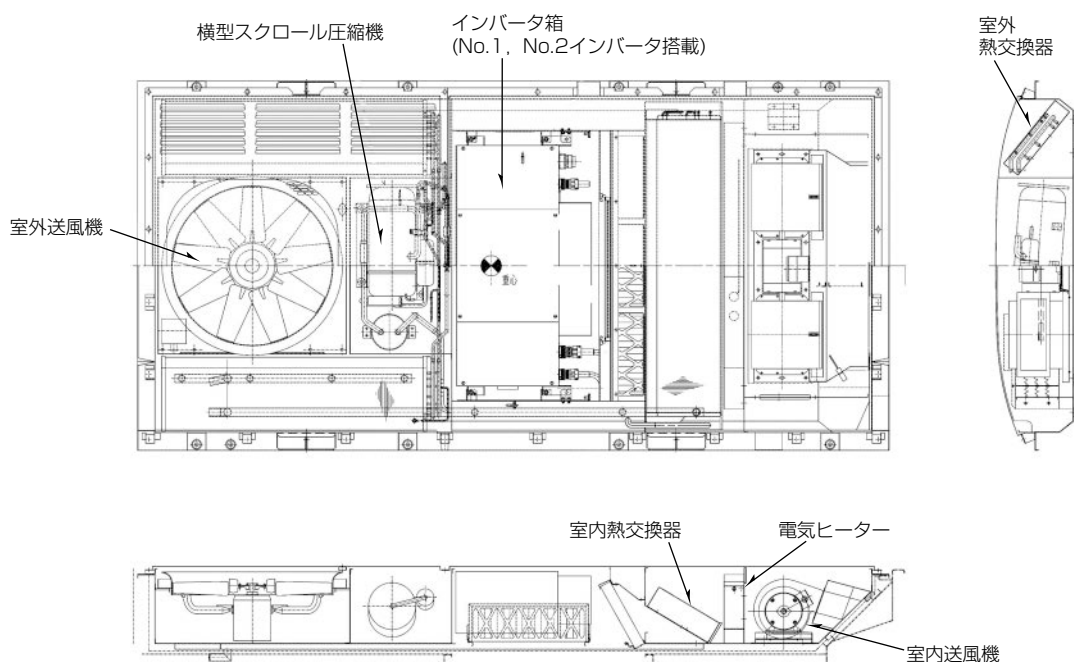 横型スクロール圧縮機
インバータ箱
(No.1，No.2インバータ搭載)
室外
熱交換器
室外送風機
重心
室内熱交換器
電気ヒーター
室内送風機